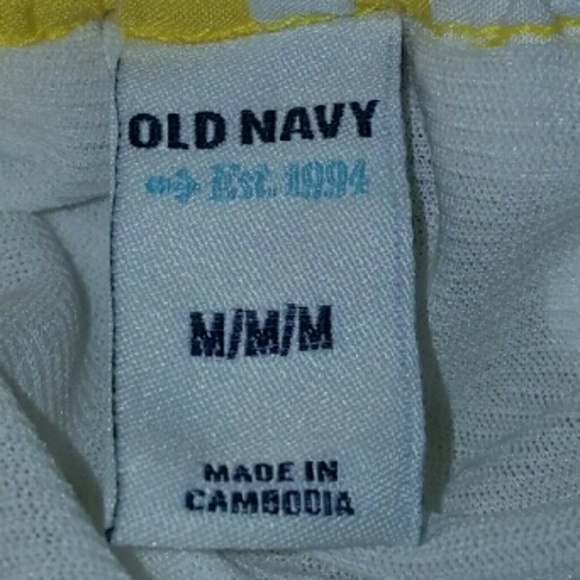 OLD NAVY
Est. 1994
M/M/M
MADE IN
CAMBODIA